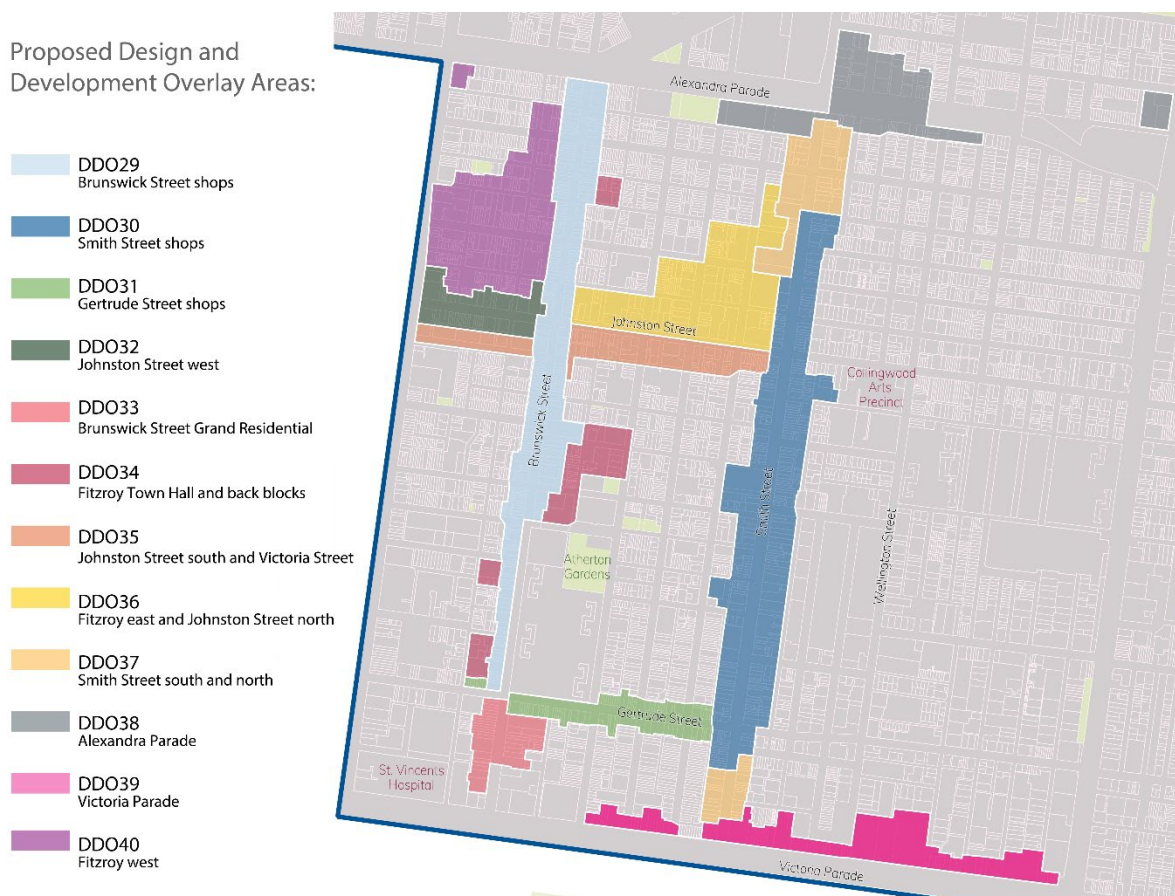 Proposed Design and
Development Overlay Areas:
DDO29
Brunswick Street shops
DDO30
Smith Street shops
DDO31
Gertrude Street shops
DDO32
Johnston Street west
DDO33
Brunswick Street Grand Residential
DDO34
Fitzroy Town Hall and back blocks
DDO35
Johnston Street south and Victoria Street
DDO36
Fitzroy east and Johnston Street north
DDO37
Smith Street south and north
DDO38
Alexandra Parade
DDO39
Victoria Parade
DDO40
Fitzroy west
Alexandra Parade
Johnston Street
Collingwood
Arts
Precinct
Brunswick Street
Smith Street
Wellington Street
Atherton
Gardens
Gertrude Street
St. Vincents
Hospital
Victoria Parade